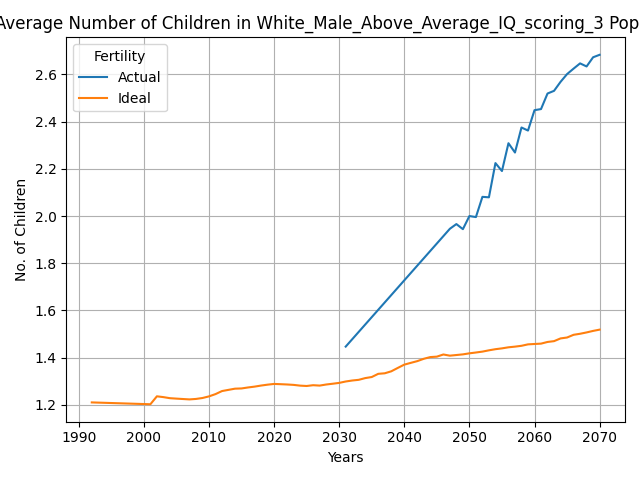 Average Number of Children in White_Male_Above_Average_IQ_scoring_3 Pop
Fertility
Actual
Ideal
No. of Children
2.6
2.4
2.2
2.0
1.8
1.6
1.4
1.2
1990 2000 2010 2020 2030 2040 2050 2060 2070
Years